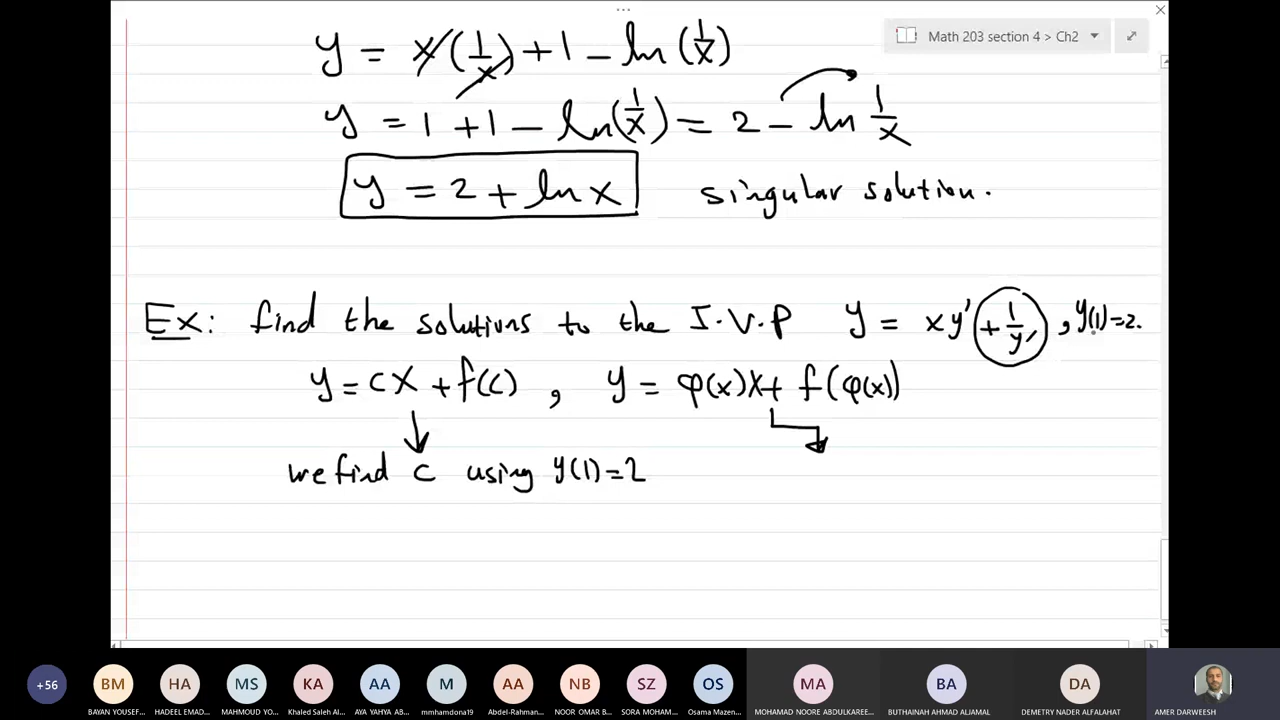 Math 203 section 4 > Ch2
y = x(1/x) + 1 - ln(1/x)
y = 1 + 1 - ln(1/x) = 2 - ln 1/x
y = 2 + ln x singular solution.
Ex: find the solutions to the I.V.P y = xy' + 1/y' , y(1)=2.
y = cx + f(c) , y = φ(x)x + f(φ(x))
we find c using y(1)=2
+56 BM HA MS KA AA M AA NB SZ OS MA BA DA
BAYAN YOUSEF... HADEEL EMAD... MAHMOUD YO... Khaled Saleh Al... AYA YAHYA AB... mmhamdona19 Abdel-Rahman... NOOR OMAR B... SORA MOHAM... Osama Mazen... MOHAMAD NOORE ABDULKAREE... BUTHAINAH AHMAD ALJAMAL DEMETRY NADER ALFALAHAT AMER DARWEESH